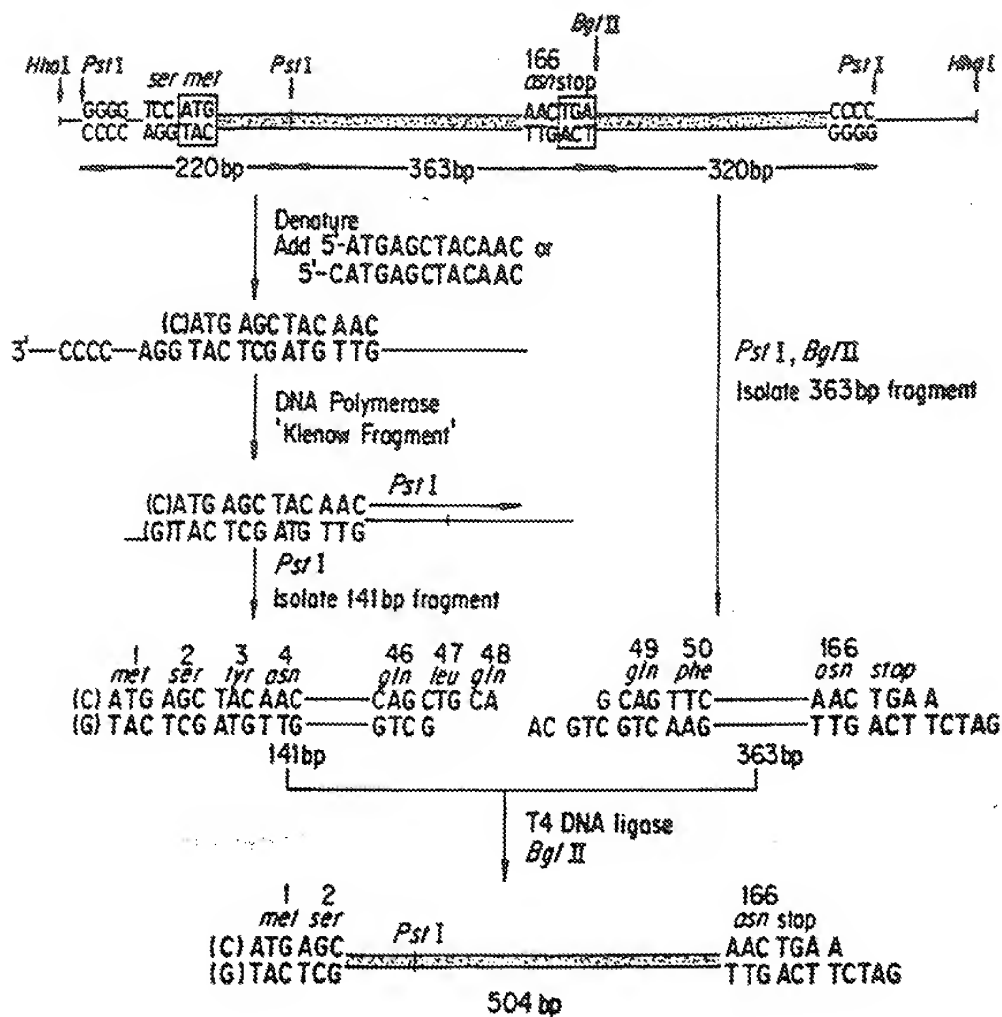 BglII
HhaI PstI ser met PstI 166 asn stop PstI HhaI
GGGG TCC ATG AAC TGA CCCC
CCCC AGG TAC TTG ACT GGGG
220bp 363bp 320bp
Denature
Add 5'-ATGAGCTACAAC or
5'-CATGAGCTACAAC
(C)ATG AGC TAC AAC
3'—CCCC—AGG TAC TCG ATG TTG
DNA Polymerase
'Klenow Fragment'
PstI, BglII
Isolate 363bp fragment
(C)ATG AGC TAC AAC PstI
(G)TAC TCG ATG TTG
PstI
Isolate 141bp fragment
1 2 3 4 46 47 48
met ser tyr asn gln leu gln
(C) ATG AGC TAC AAC CAG CTG CA
(G) TAC TCG ATG TTG GTC G
141bp
49 50 166
gln phe asn stop
G CAG TTC AAC TGA A
AC GTC GTC AAG TTG ACT TCTAG
363bp
T4 DNA ligase
BglII
1 2 166
met ser PstI asn stop
(C) ATG AGC AAC TGA A
(G) TAC TCG TTG ACT TCTAG
504bp